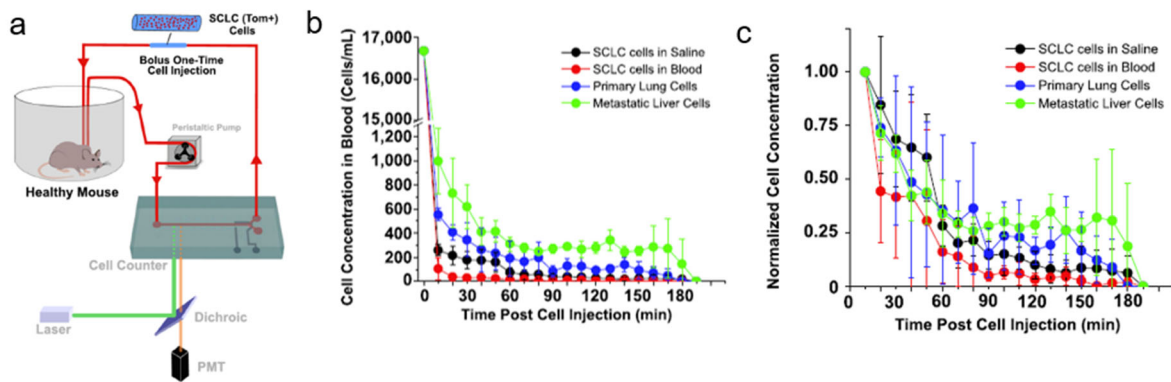 a
SCLC (Tom+)
Cells
Bolus One-Time
Cell Injection
Peristaltic Pump
Healthy Mouse
Cell Counter
Laser
Dichroic
PMT
b
Cell Concentration in Blood (Cells/mL)
17,000
16,000
15,000
1,200
1,000
800
600
400
200
0
SCLC cells in Saline
SCLC cells in Blood
Primary Lung Cells
Metastatic Liver Cells
0 30 60 90 120 150 180
Time Post Cell Injection (min)
c
Normalized Cell Concentration
1.00
0.75
0.50
0.25
0.00
SCLC cells in Saline
SCLC cells in Blood
Primary Lung Cells
Metastatic Liver Cells
0 30 60 90 120 150 180
Time Post Cell Injection (min)